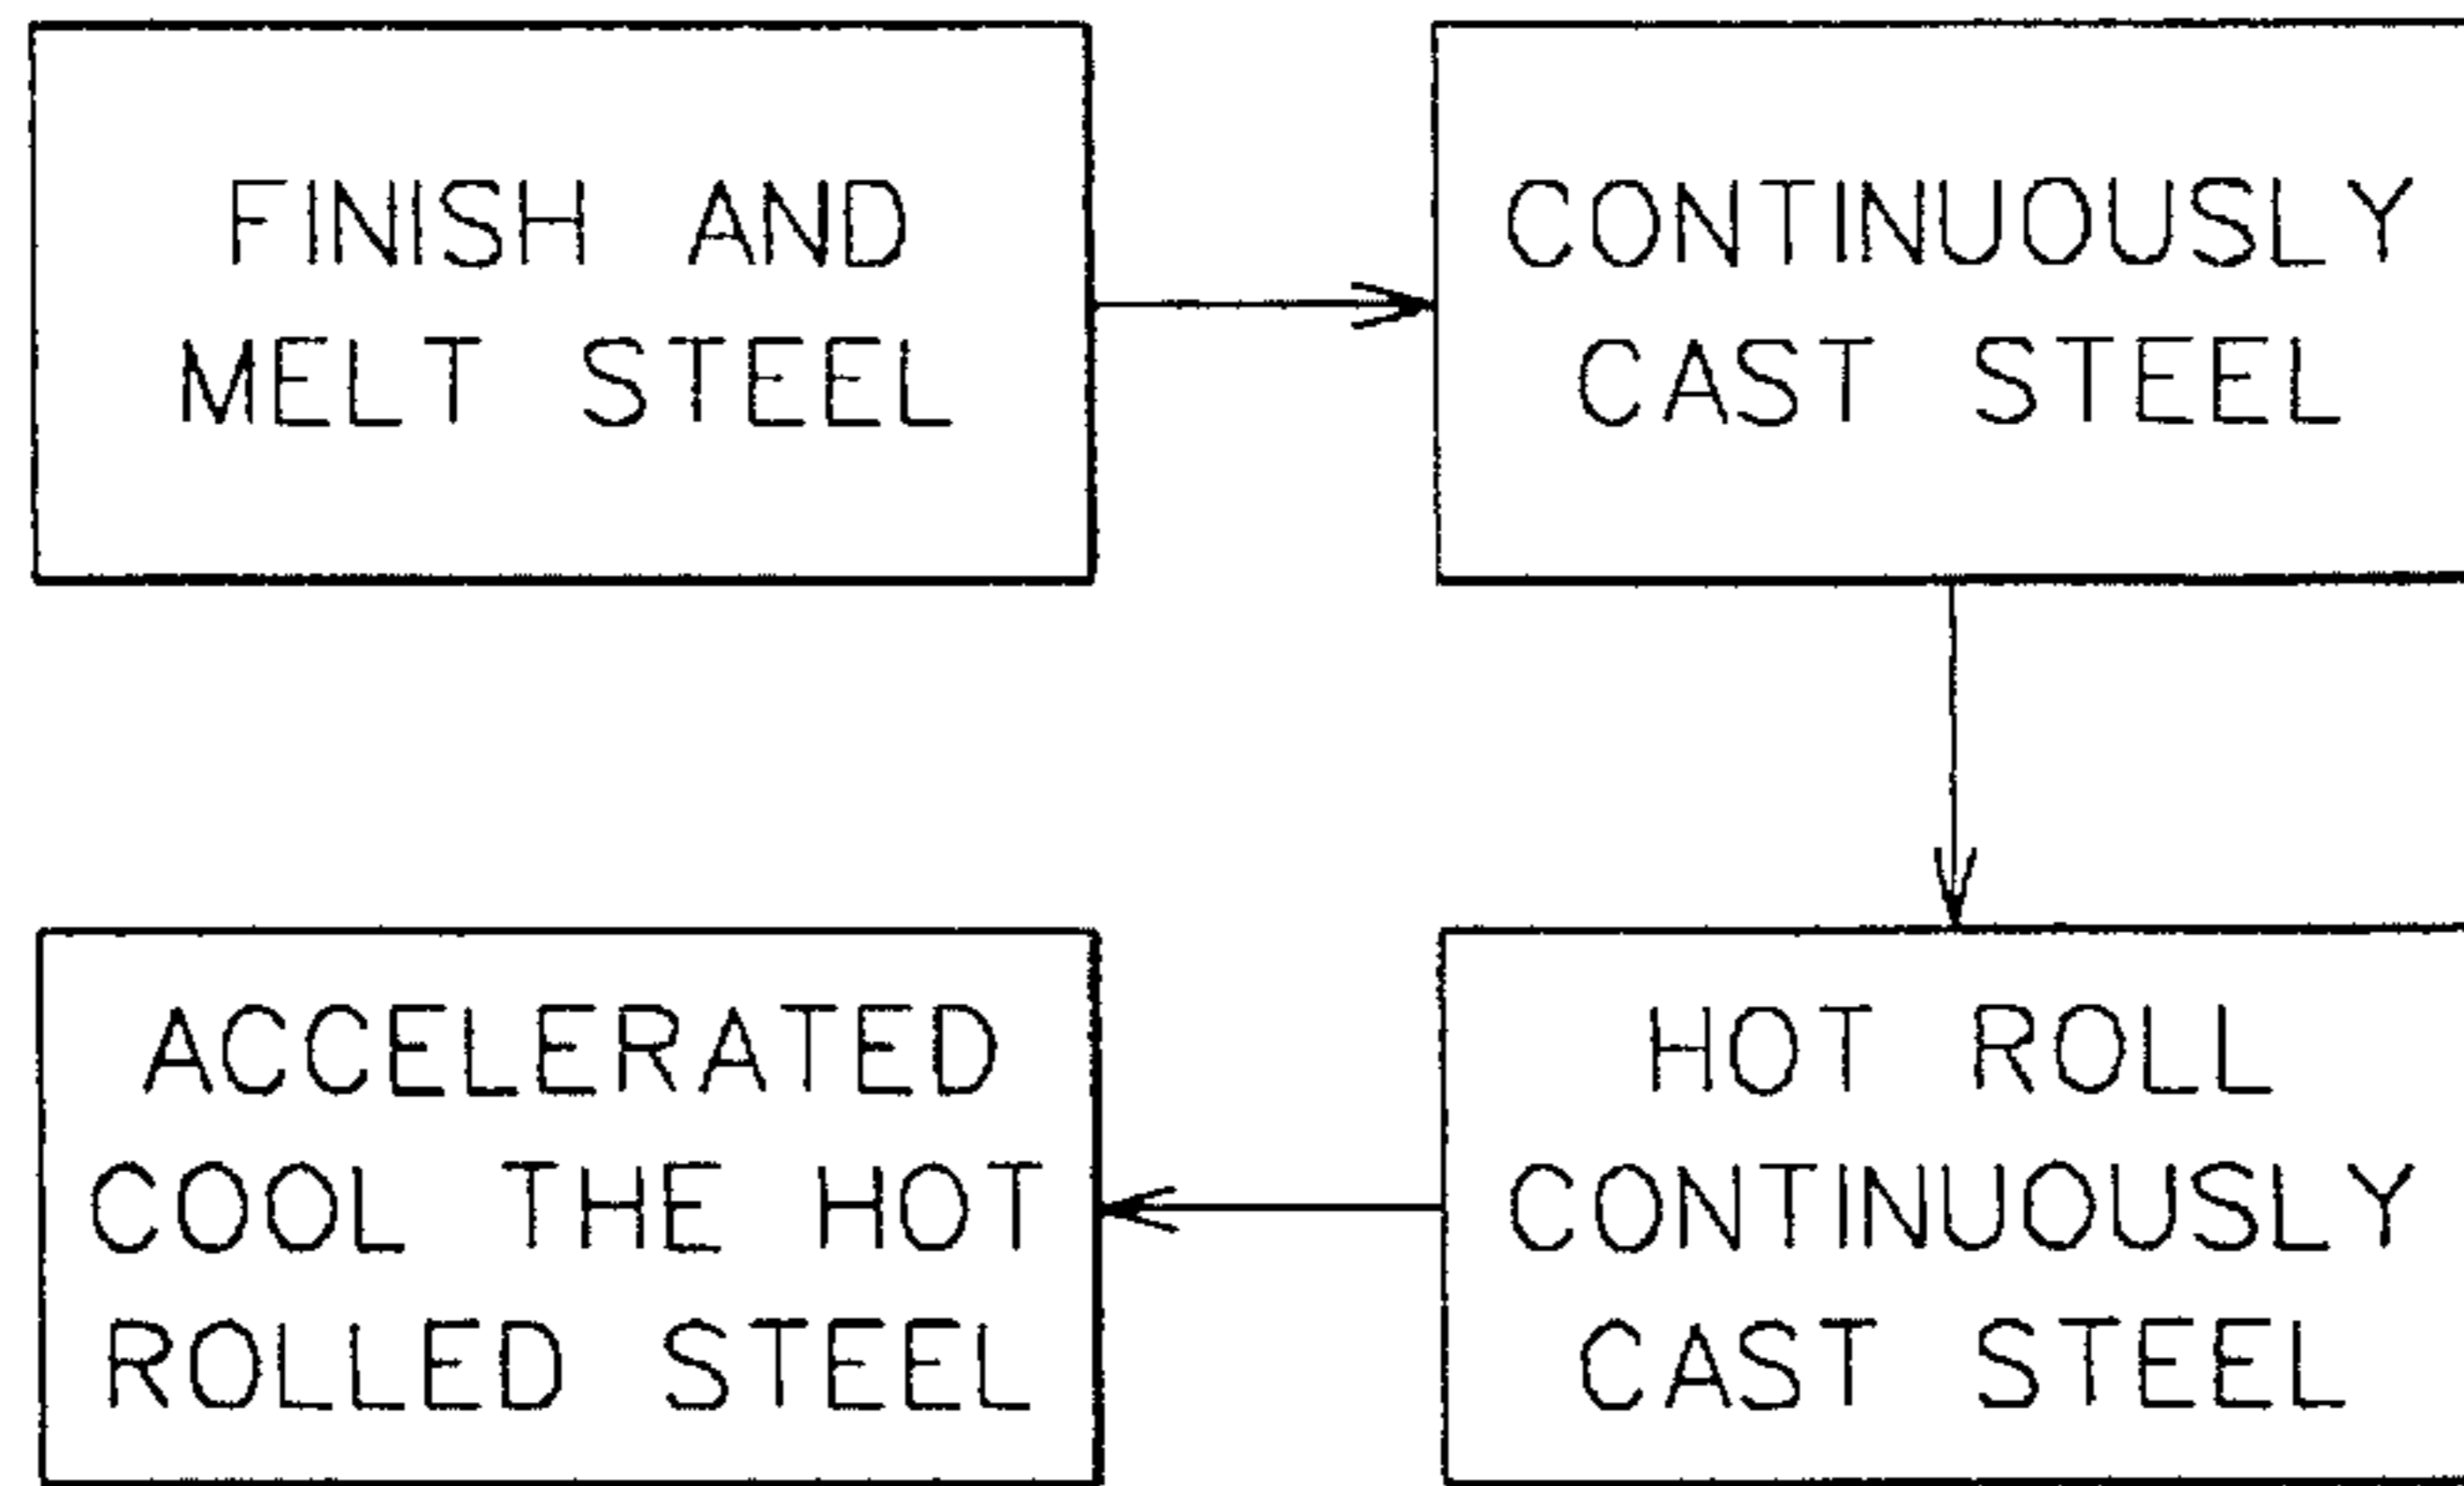 FINISH AND
MELT STEEL
CONTINUOUSLY
CAST STEEL
HOT ROLL
CONTINUOUSLY
CAST STEEL
ACCELERATED
COOL THE HOT
ROLLED STEEL